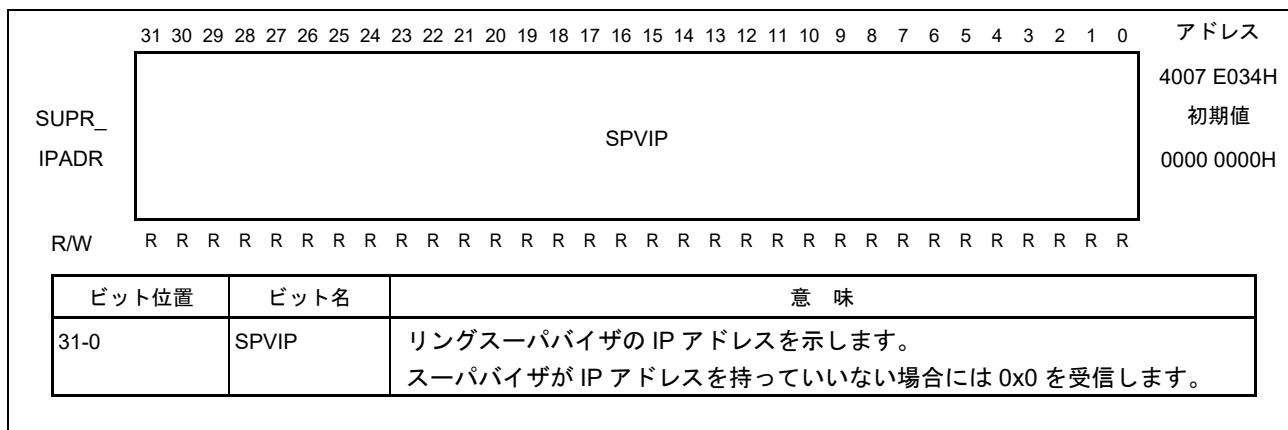 31 30 29 28 27 26 25 24 23 22 21 20 19 18 17 16 15 14 13 12 11 10 9 8 7 6 5 4 3 2 1 0 アドレス
4007 E034H
SUPR_
IPADR
SPVIP
初期値
0000 0000H
R/W R R R R R R R R R R R R R R R R R R R R R R R R R R R R R R R R
ビット位置 ビット名 意 味
31-0 SPVIP リングスーパバイザの IP アドレスを示します。
スーパバイザが IP アドレスを持っていいない場合には 0x0 を受信します。